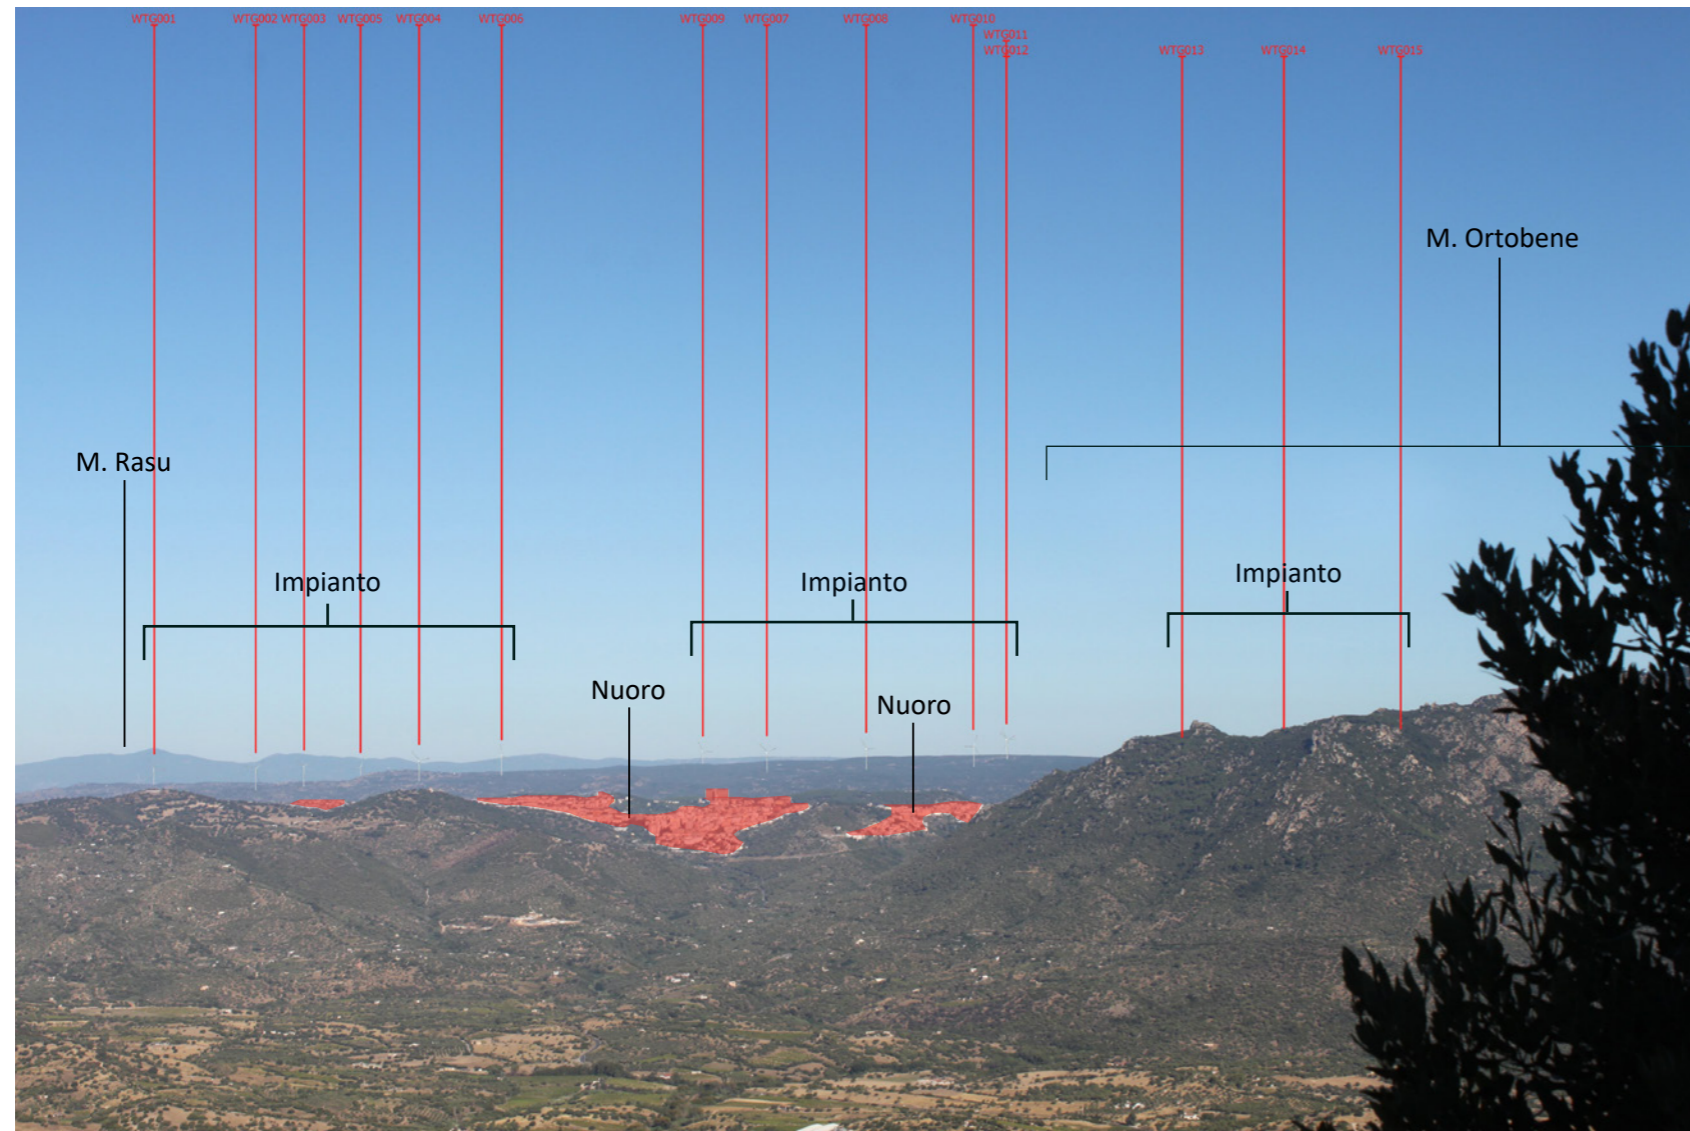 WTG001 WTG002 WTG003 WTG005 WTG004 WTG006 WTG009 WTG007 WTG008 WTG010
WTG011
WTG012 WTG013 WTG014 WTG015
M. Ortobene
M. Rasu
Impianto Impianto Impianto
Nuoro Nuoro